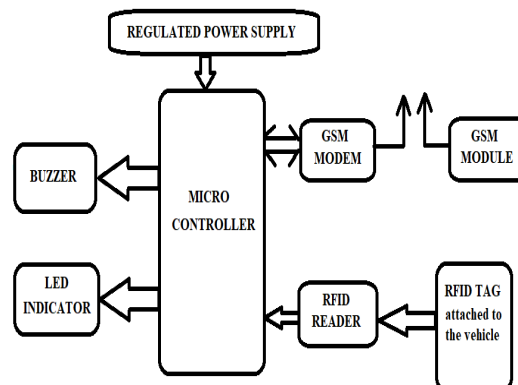 REGULATED POWER SUPPLY
GSM
MODEM
GSM
MODULE
BUZZER
MICRO
CONTROLLER
LED
INDICATOR
RFID
READER
RFID TAG
attached to
the vehicle